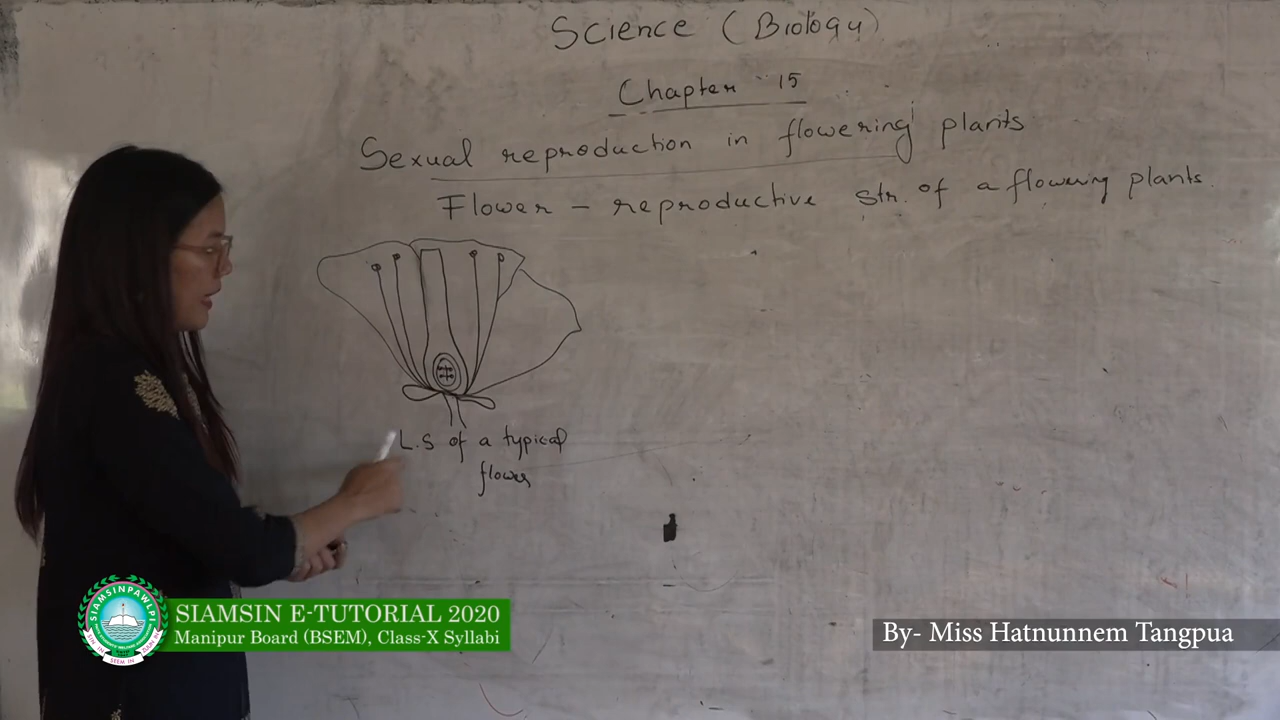 Science (Biology)
Chapter 15
Sexual reproduction in flowering plants
Flower - reproductive str. of a flowering plants.
L.S of a typical
flower
SIAMSINPAWLPI
SIAMSIN E-TUTORIAL 2020
Manipur Board (BSEM), Class-X Syllabi
By- Miss Hatnunnem Tangpua